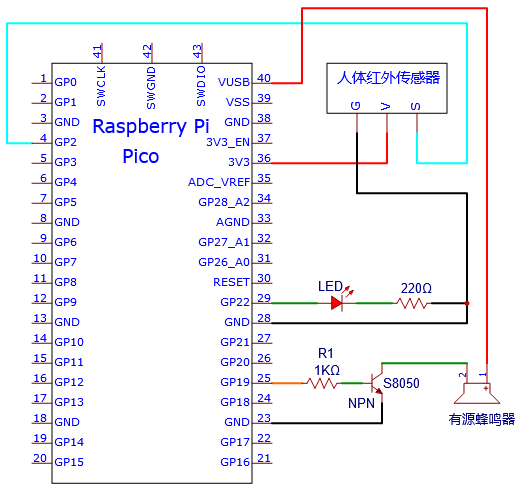 41 42 43
SWCLK SWGND SWDIO
Raspberry Pi
Pico
1 GP0 VUSB 40
2 GP1 VSS 39
3 GND GND 38
4 GP2 3V3_EN 37
5 GP3 3V3 36
6 GP4 ADC_VREF 35
7 GP5 GP28_A2 34
8 GND AGND 33
9 GP6 GP27_A1 32
10 GP7 GP26_A0 31
11 GP8 RESET 30
12 GP9 GP22 29
13 GND GND 28
14 GP10 GP21 27
15 GP11 GP20 26
16 GP12 GP19 25
17 GP13 GP18 24
18 GND GND 23
19 GP14 GP17 22
20 GP15 GP16 21
人体红外传感器
G V S
LED 220Ω
R1
1KΩ
S8050
NPN
2 1
+
有源蜂鸣器